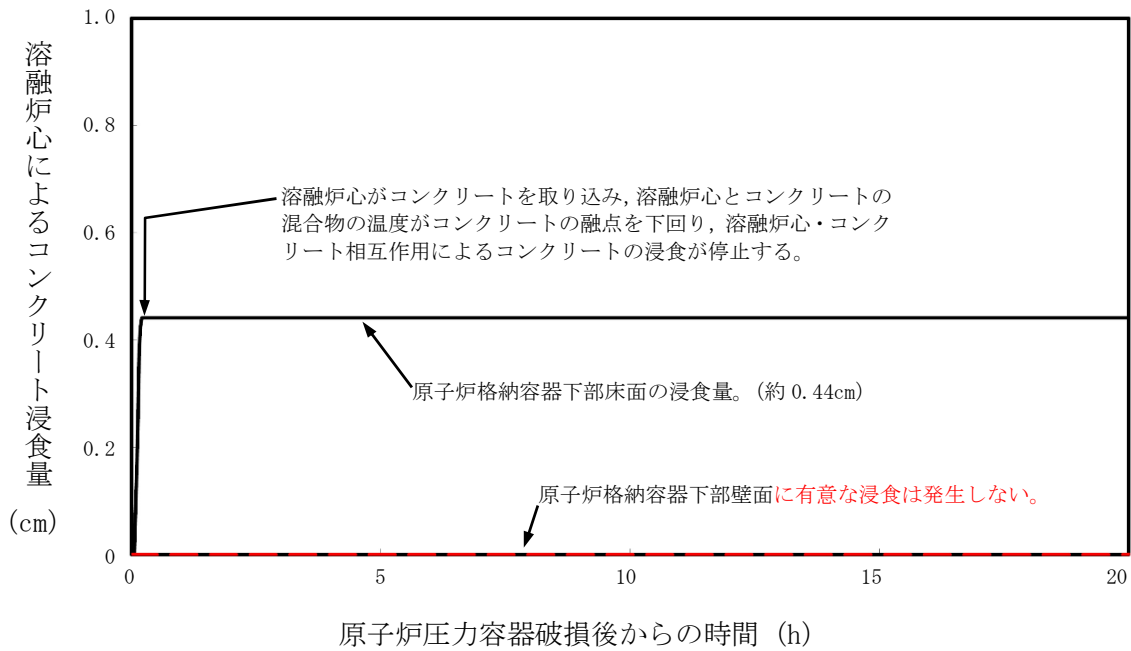 溶融炉心によるコンクリート浸食量
(cm)
1.0
0.8
0.6
0.4
0.2
0
溶融炉心がコンクリートを取り込み,溶融炉心とコンクリートの
混合物の温度がコンクリートの融点を下回り,溶融炉心・コンク
リート相互作用によるコンクリートの浸食が停止する。
原子炉格納容器下部床面の浸食量。(約 0.44cm)
原子炉格納容器下部壁面に有意な浸食は発生しない。
0
5
10
15
20
原子炉圧力容器破損後からの時間 (h)